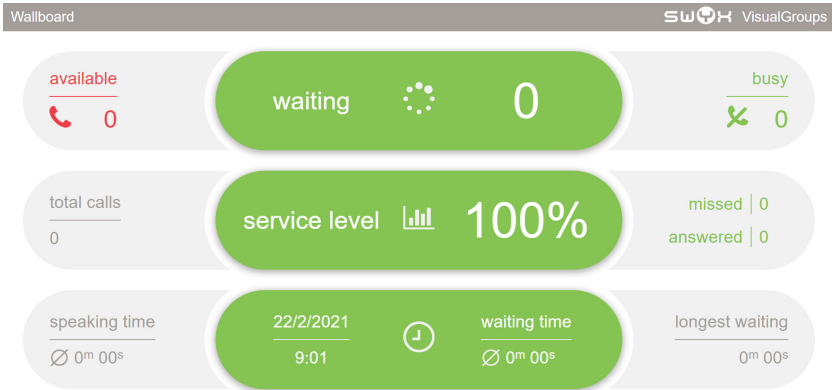 Wallboard
SWYX VisualGroups
available
0
waiting 0
busy
0
total calls
0
service level 100%
missed | 0
answered | 0
speaking time
Ø 0ᵐ 00ˢ
22/2/2021
9:01
waiting time
Ø 0ᵐ 00ˢ
longest waiting
0ᵐ 00ˢ